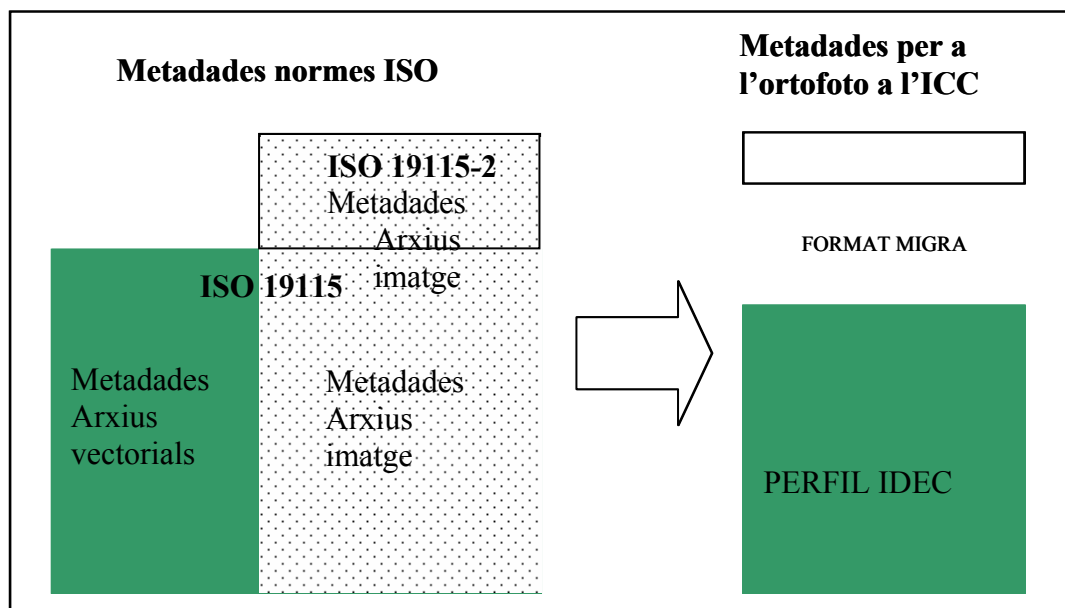 Metadades normes ISO
Metadades per a
l'ortofoto a l'ICC
ISO 19115-2
Metadades
Arxius
imatge
ISO 19115
Metadades
Arxius
vectorials
Metadades
Arxius
imatge
FORMAT MIGRA
PERFIL IDEC